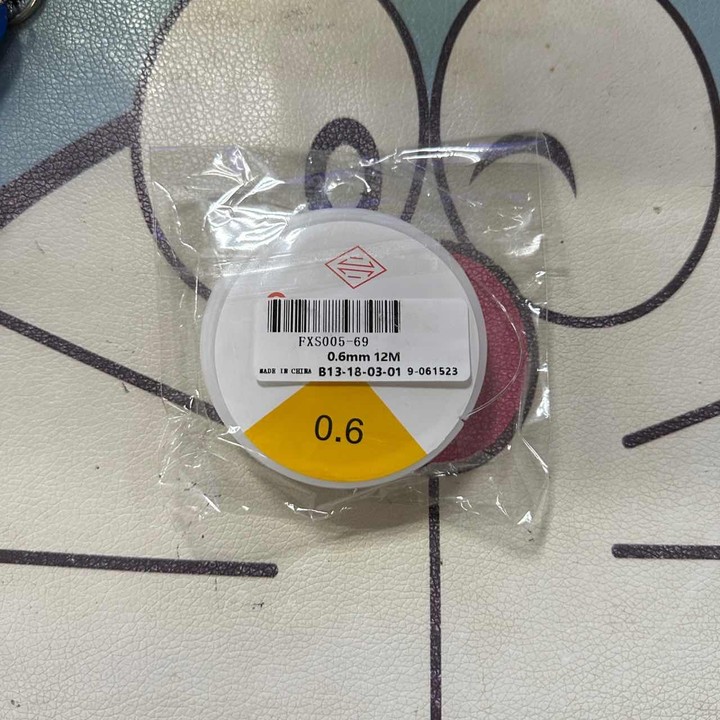 FXS005-69
0.6mm 12M
MADE IN CHINA B13-18-03-01 9-061523
0.6